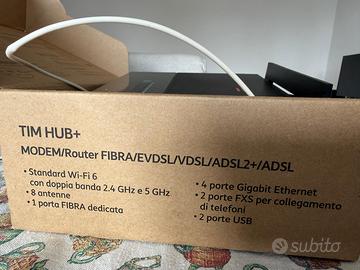 TIM HUB+
MODEM/Router FIBRA/EVDSL/VDSL/ADSL2+/ADSL
• Standard Wi-Fi 6
con doppia banda 2.4 GHz e 5 GHz
• 8 antenne
• 1 porta FIBRA dedicata
• 4 porte Gigabit Ethernet
• 2 porte FXS per collegamento
di telefoni
• 2 porte USB
subito